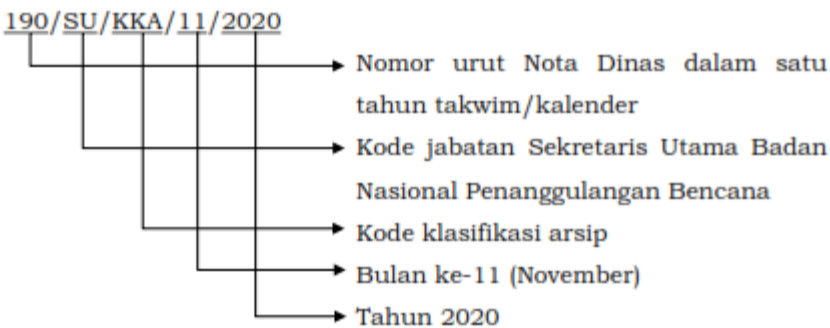 190/SU/KKA/11/2020
Nomor urut Nota Dinas dalam satu
tahun takwim/kalender
Kode jabatan Sekretaris Utama Badan
Nasional Penanggulangan Bencana
Kode klasifikasi arsip
Bulan ke-11 (November)
Tahun 2020